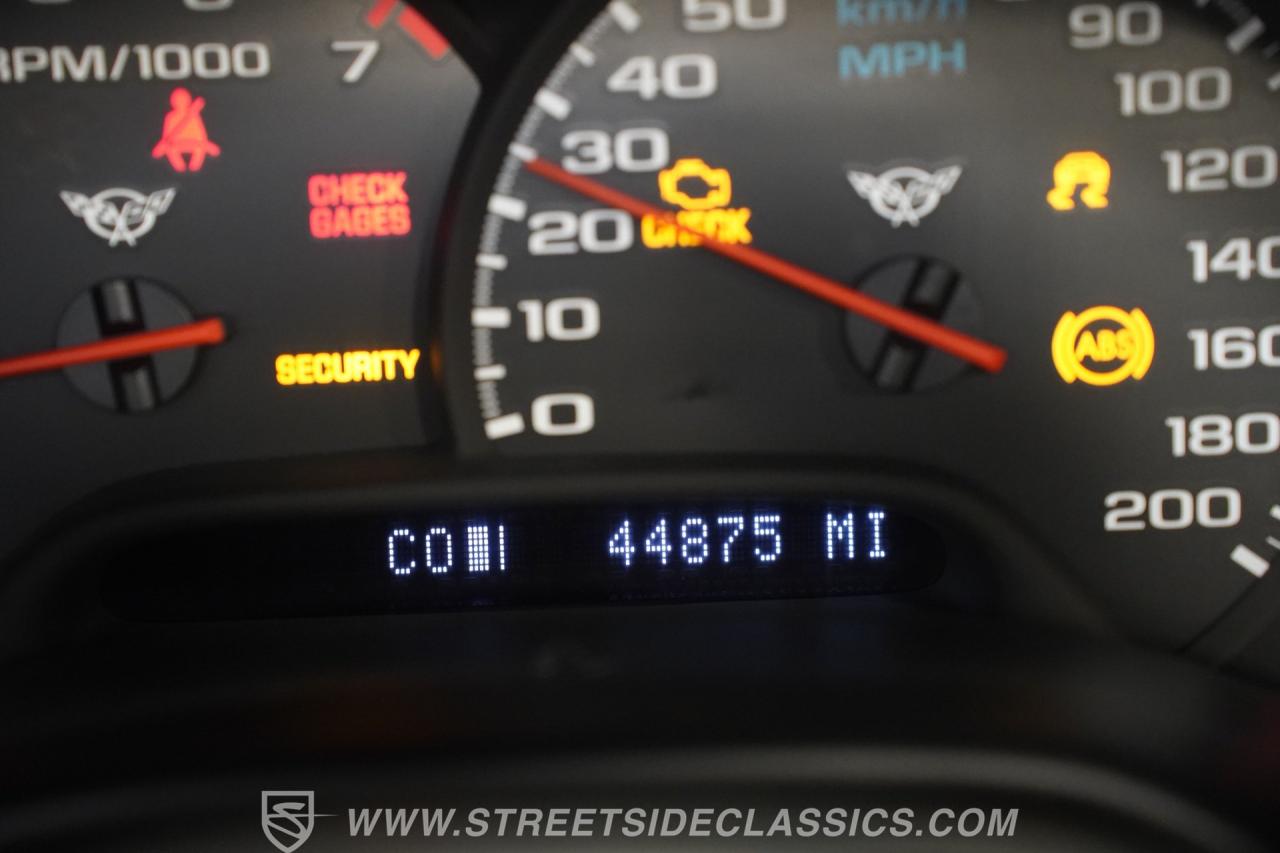 50
km/h
90
RPM/1000
7
40
MPH
100
30
120
CHECK
GAGES
20
CHECK
140
10
ABS
160
SECURITY
0
180
200
44875 MI
WWW.STREETSIDECLASSICS.COM